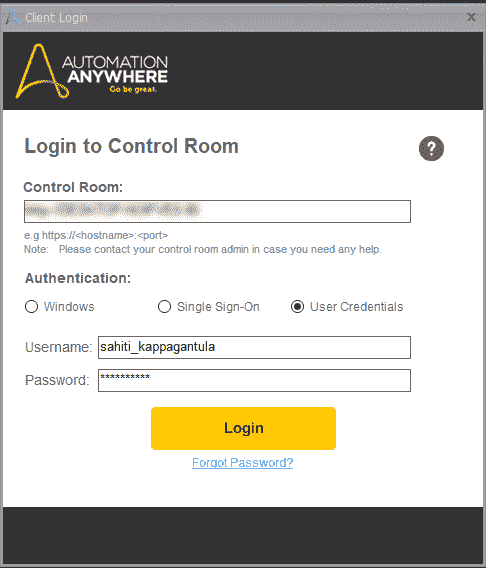 Client Login
AUTOMATION
ANYWHERE
Go be great.
Login to Control Room
?
Control Room:
e.g https://<hostname>:<port>
Note: Please contact your control room admin in case you need any help.
Authentication:
Windows Single Sign-On User Credentials
Username: sahiti_kappagantula
Password: **********
Login
Forgot Password?